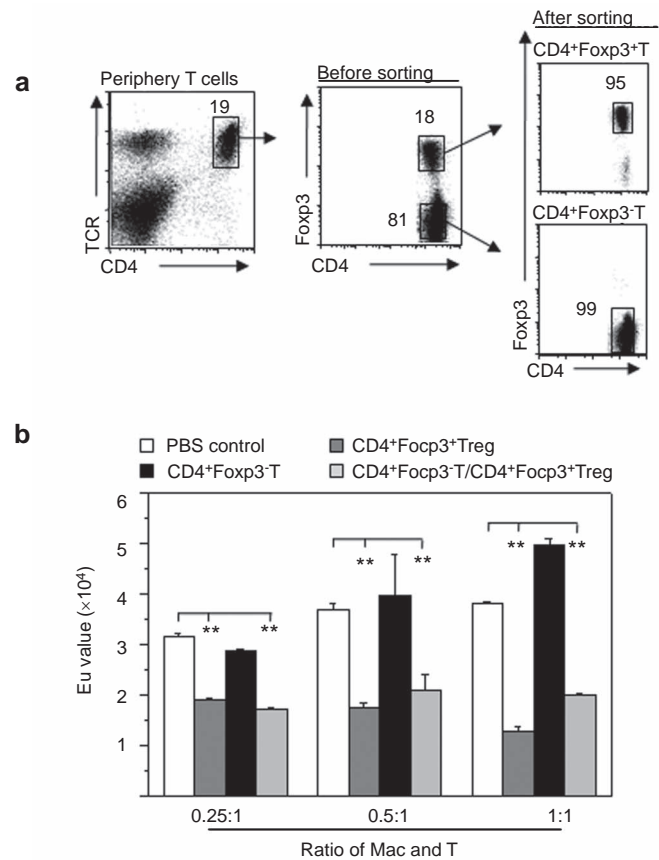 a
Periphery T cells
19
TCR
CD4
Before sorting
18
81
Foxp3
CD4
After sorting
CD4⁺Foxp3⁺T
95
CD4⁺Foxp3⁻T
99
Foxp3
CD4
b
PBS control
CD4⁺Foxp3⁻T
CD4⁺Focp3⁺Treg
CD4⁺Focp3⁻T/CD4⁺Focp3⁺Treg
Eu value (×10⁴)
6
5
4
3
2
1
** ** ** ** ** **
0.25:1 0.5:1 1:1
Ratio of Mac and T